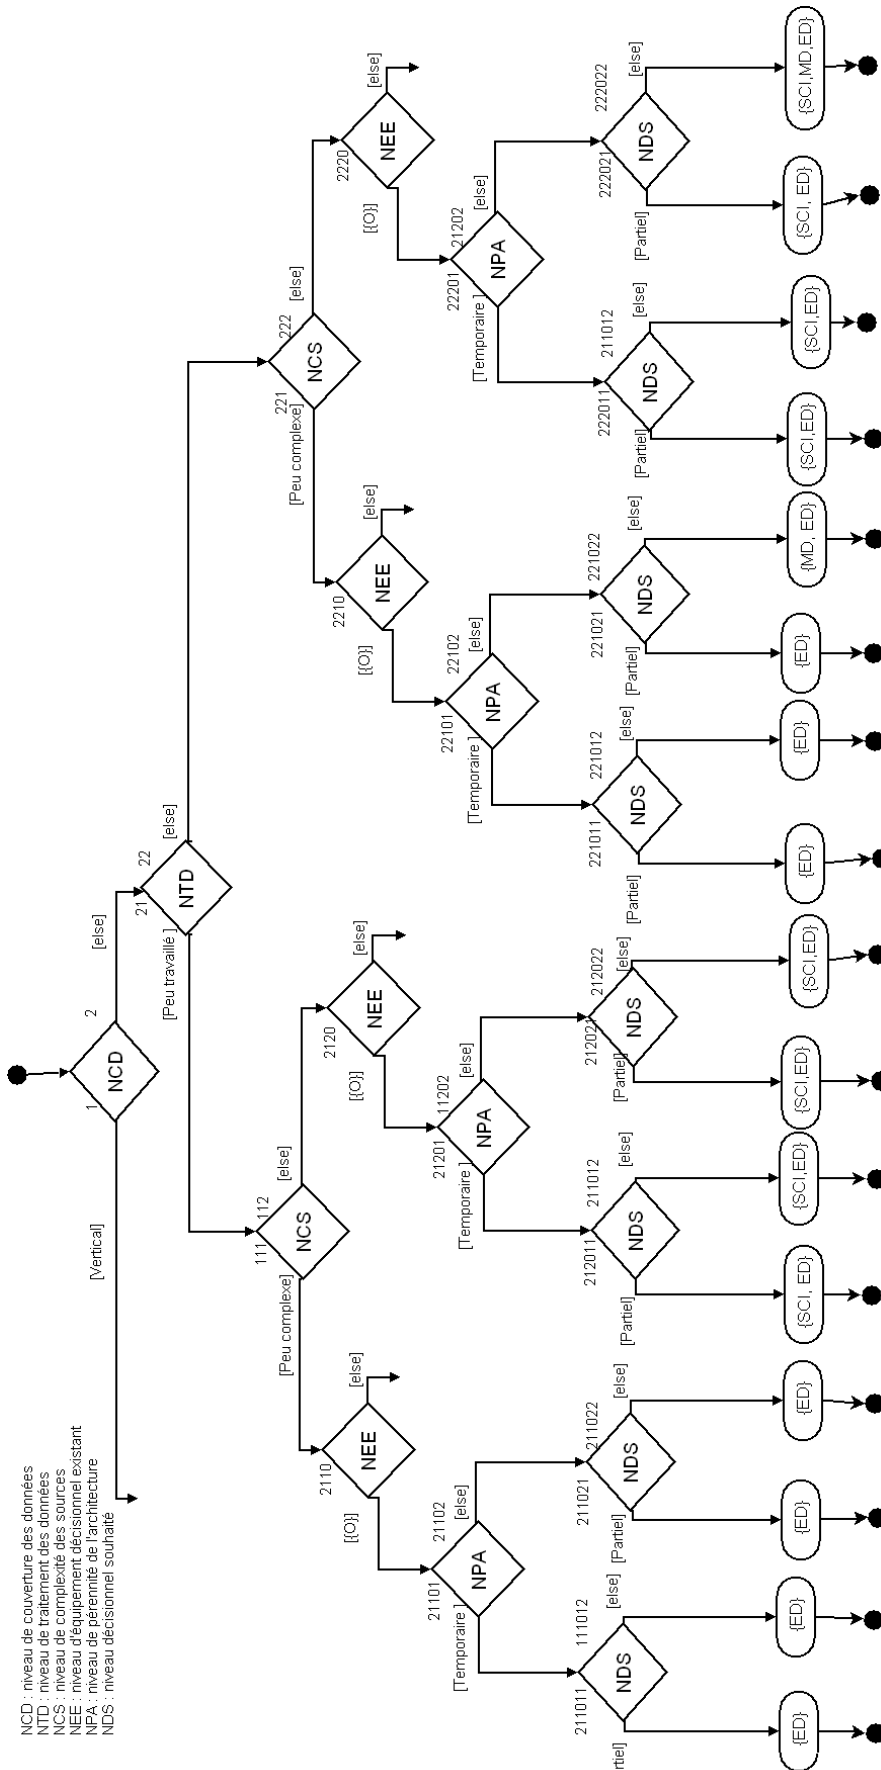 NCD : niveau de couverture des données
NTD : niveau de traitement des données
NCS : niveau de complexité des sources
NEE : niveau d'équipement décisionnel existant
NPA : niveau de pérennité de l'architecture
NDS : niveau décisionnel souhaité
1
NCD
2
[Vertical]
[else]
21
NTD
22
[Peu travaillé ]
[else]
111
NCS
112
[Peu complexe]
[else]
221
NCS
222
[Peu complexe]
[else]
2110
NEE
[{O}]
[else]
2120
NEE
[{O}]
[else]
2210
NEE
[{O}]
[else]
2220
NEE
[{O}]
[else]
21101
NPA
21102
[Temporaire ]
[else]
21201
NPA
11202
[Temporaire ]
[else]
22101
NPA
22102
[Temporaire ]
[else]
22201
NPA
21202
[Temporaire ]
[else]
211011
NDS
111012
rtiel]
[else]
211021
NDS
211022
[Partiel]
[else]
212011
NDS
211012
[Partiel]
[else]
212021
NDS
212022
[Partiel]
[else]
221011
NDS
221012
[Partiel]
[else]
221021
NDS
221022
[Partiel]
[else]
222011
NDS
211012
[Partiel]
[else]
222021
NDS
222022
[Partiel]
[else]
{ED}
{ED}
{ED}
{ED}
{SCI, ED}
{SCI,ED}
{SCI,ED}
{SCI,ED}
{ED}
{ED}
{ED}
{MD, ED}
{SCI,ED}
{SCI,ED}
{SCI, ED}
{SCI,MD,ED}